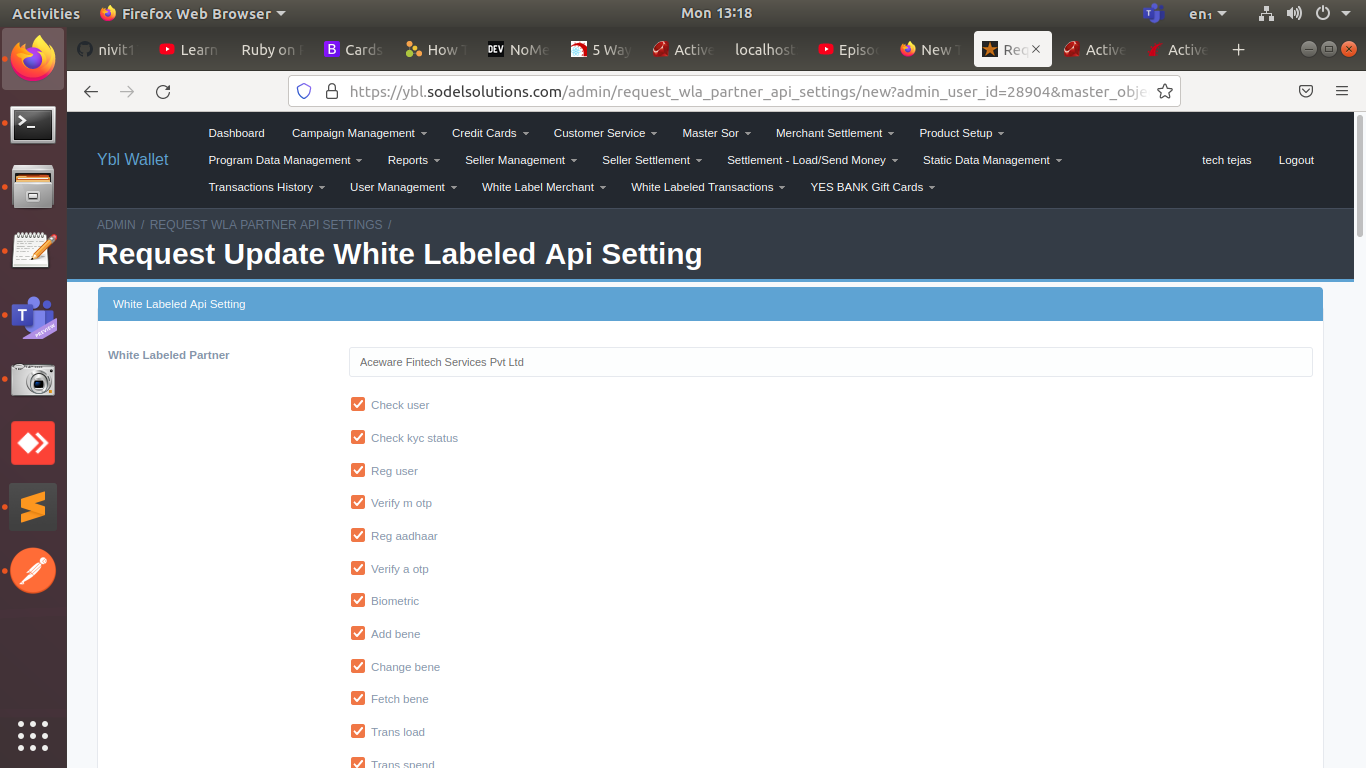 Activities Firefox Web Browser Mon 13:18 en₁
nivit1 Learn Ruby on Cards How DEV NoMe 5 Way Active localhost Episo New Req Active Active
https://ybl.sodelsolutions.com/admin/request_wla_partner_api_settings/new?admin_user_id=28904&master_obje
Dashboard Campaign Management Credit Cards Customer Service Master Sor Merchant Settlement Product Setup
Ybl Wallet Program Data Management Reports Seller Management Seller Settlement Settlement - Load/Send Money Static Data Management tech tejas Logout
Transactions History User Management White Label Merchant White Labeled Transactions YES BANK Gift Cards
ADMIN / REQUEST WLA PARTNER API SETTINGS /
Request Update White Labeled Api Setting
White Labeled Api Setting
White Labeled Partner Aceware Fintech Services Pvt Ltd
Check user
Check kyc status
Reg user
Verify m otp
Reg aadhaar
Verify a otp
Biometric
Add bene
Change bene
Fetch bene
Trans load
Trans spend